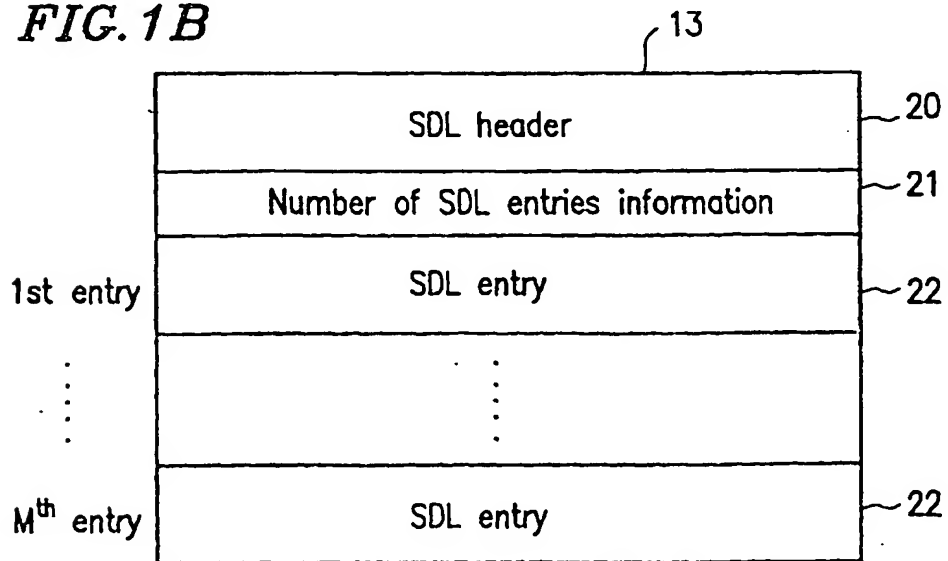 FIG. 1B
13
SDL header
20
Number of SDL entries information
21
1st entry
SDL entry
22
Mth entry
SDL entry
22